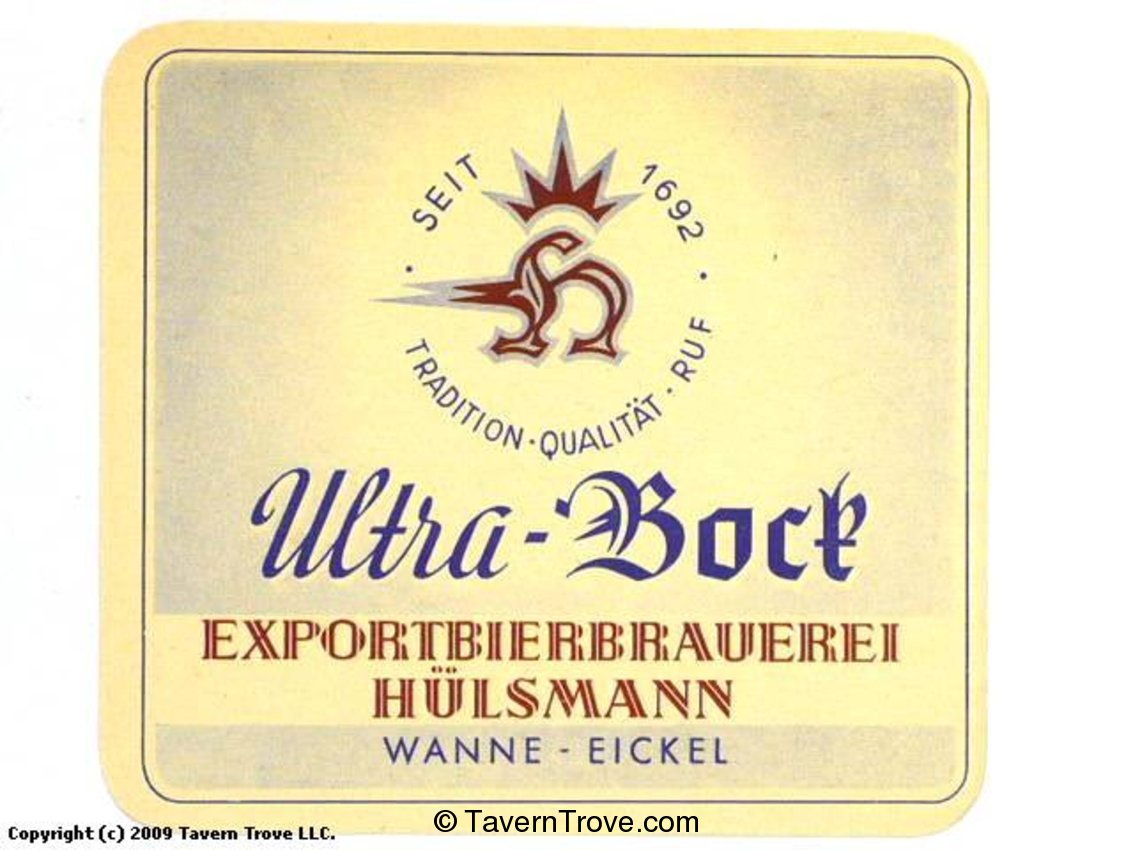 SEIT 1692
H
TRADITION · QUALITÄT · RUF
Ultra-Bock
EXPORTBIERBRAUEREI
HÜLSMANN
WANNE - EICKEL
© TavernTrove.com
Copyright (c) 2009 Tavern Trove LLC.